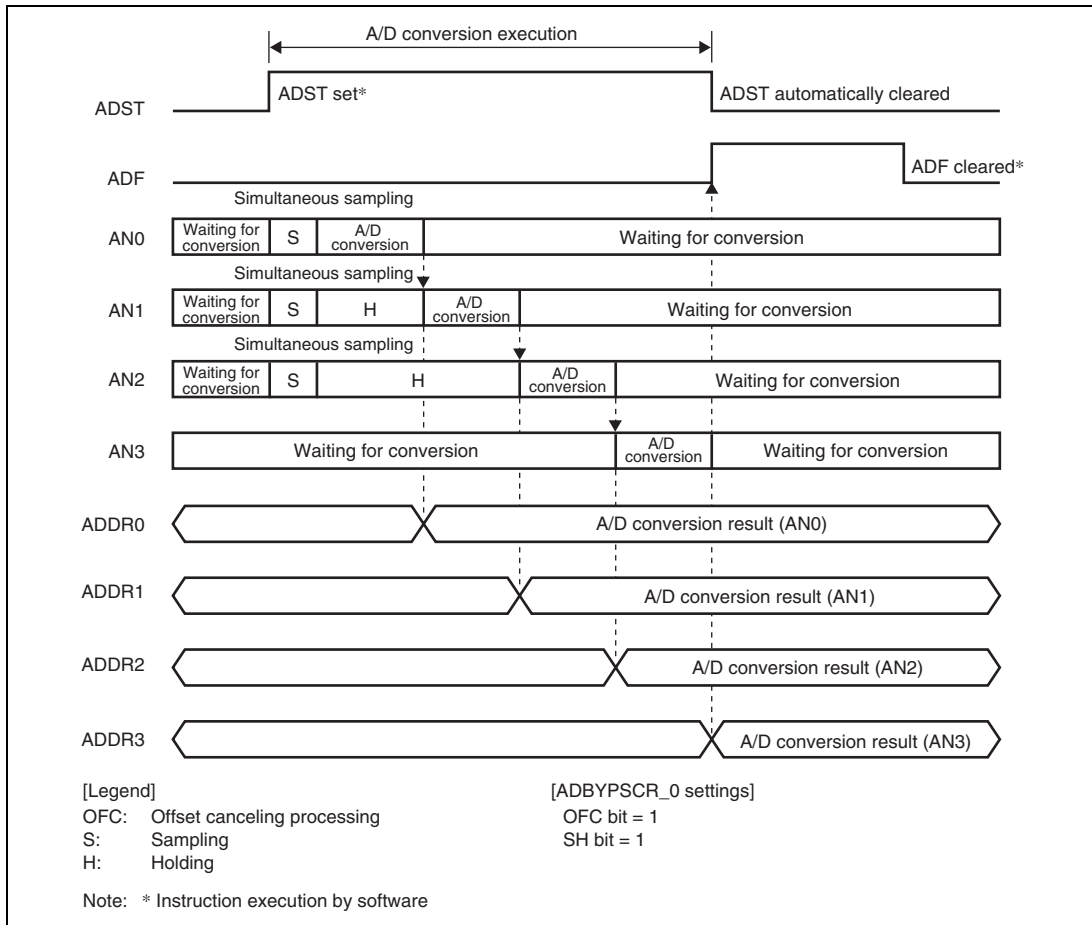 A/D conversion execution
ADST
ADST set*
ADST automatically cleared
ADF
ADF cleared*
Simultaneous sampling
AN0
Waiting for
conversion
S
A/D
conversion
Waiting for conversion
Simultaneous sampling
AN1
Waiting for
conversion
S
H
A/D
conversion
Waiting for conversion
Simultaneous sampling
AN2
Waiting for
conversion
S
H
A/D
conversion
Waiting for conversion
AN3
Waiting for conversion
A/D
conversion
Waiting for conversion
ADDR0
A/D conversion result (AN0)
ADDR1
A/D conversion result (AN1)
ADDR2
A/D conversion result (AN2)
ADDR3
A/D conversion result (AN3)
[Legend]
OFC: Offset canceling processing
S: Sampling
H: Holding
[ADBYPSCR_0 settings]
OFC bit = 1
SH bit = 1
Note: * Instruction execution by software